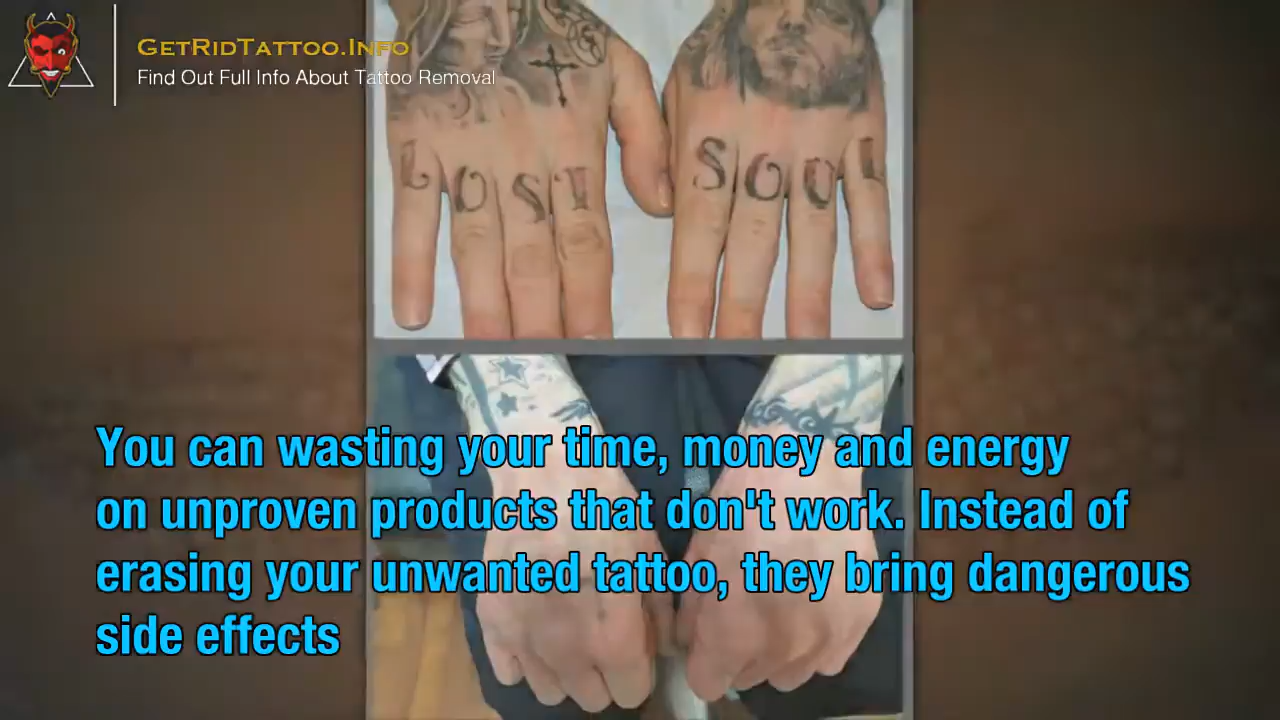 GetRidTattoo.Info
Find Out Full Info About Tattoo Removal
LOST SOUL
You can wasting your time, money and energy
on unproven products that don't work. Instead of
erasing your unwanted tattoo, they bring dangerous
side effects